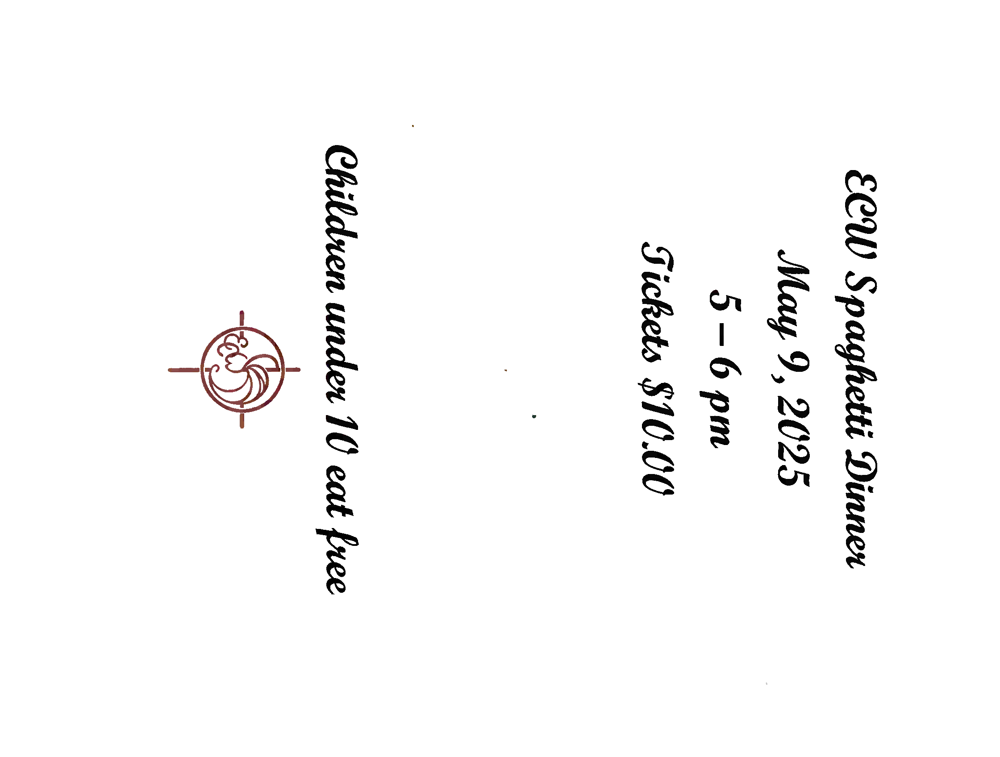 ECW Spaghetti Dinner
May 9, 2025
5 – 6 pm
Tickets $10.00
Children under 10 eat free